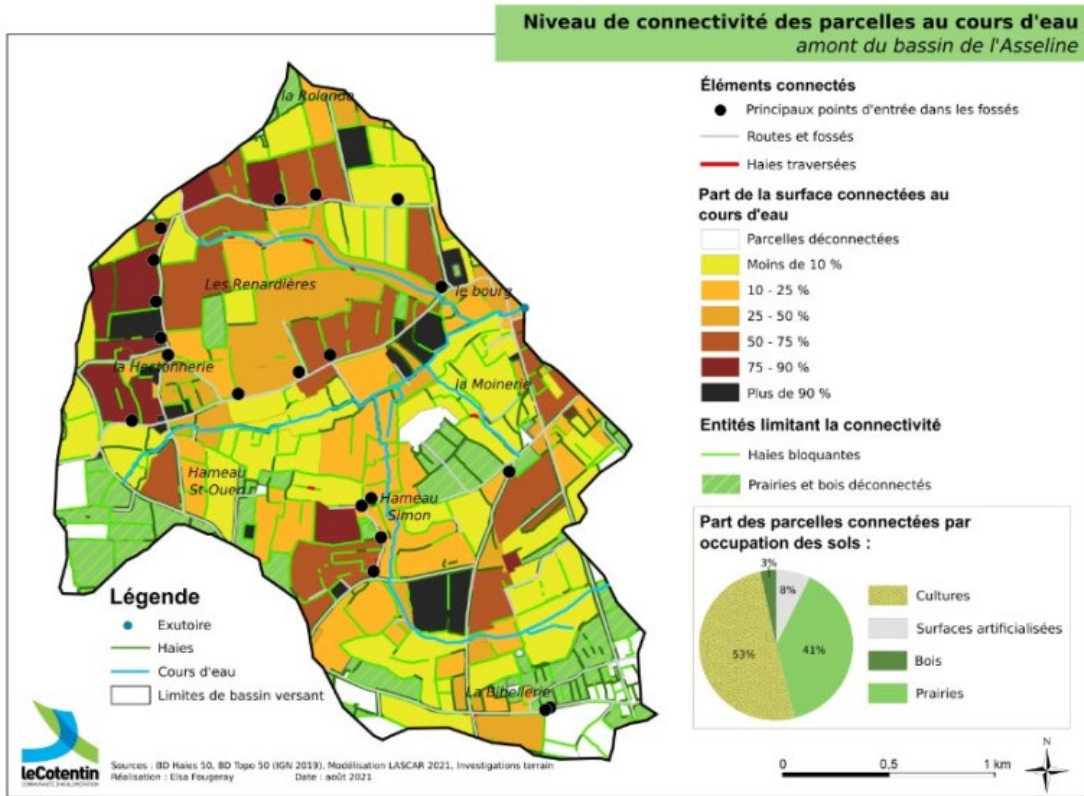 Niveau de connectivité des parcelles au cours d'eau
amont du bassin de l'Asseline
Éléments connectés
Principaux points d'entrée dans les fossés
Routes et fossés
Haies traversées
Part de la surface connectées au
cours d'eau
Parcelles déconnectées
Moins de 10 %
10 - 25 %
25 - 50 %
50 - 75 %
75 - 90 %
Plus de 90 %
Entités limitant la connectivité
Haies bloquantes
Prairies et bois déconnectés
Part des parcelles connectées par
occupation des sols :
3%
8%
41%
53%
Cultures
Surfaces artificialisées
Bois
Prairies
la Rolonde
Les Renardières
le bourg
la Hestonnerie
la Moinerie
Hameau
St-Ouen
Hameau
Simon
La Bihellerie
Légende
Exutoire
Haies
Cours d'eau
Limites de bassin versant
leCotentin
COMMUNAUTÉ D'AGGLOMÉRATION
Sources : BD Haies 50, BD Topo 50 (IGN 2019), Modélisation LASCAR 2021, Investigations terrain
Réalisation : Elsa Fougeray Date : août 2021
0 0,5 1 km
N